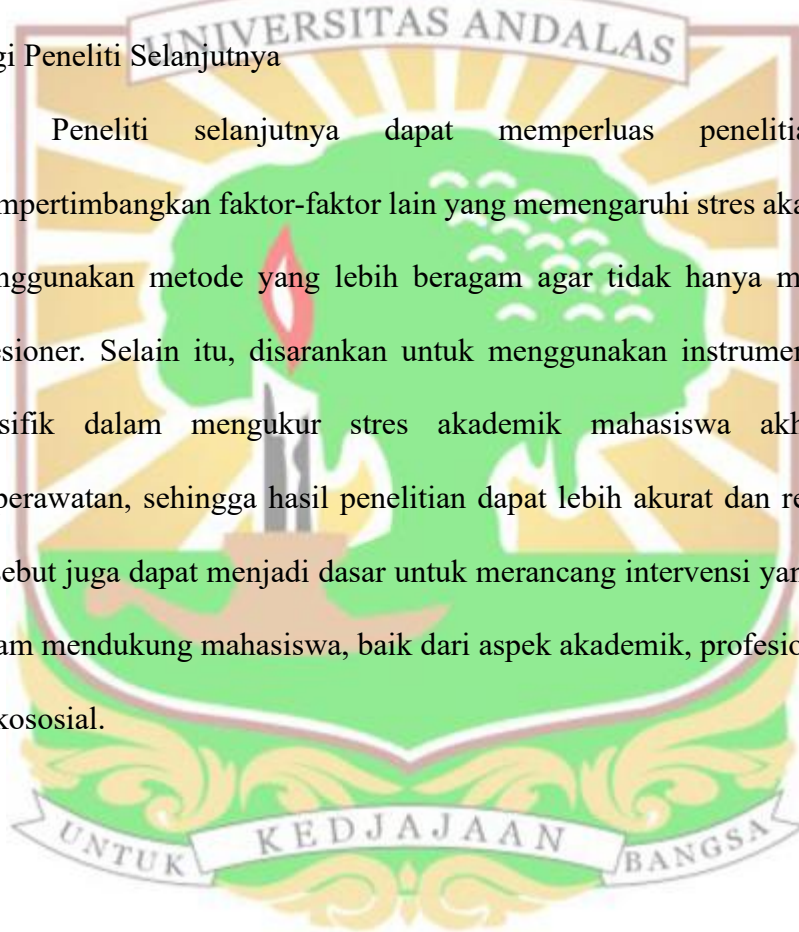 UNIVERSITAS ANDALAS
gi Peneliti Selanjutnya
Peneliti selanjutnya dapat memperluas penelitia
mpertimbangkan faktor-faktor lain yang memengaruhi stres aka
nggunakan metode yang lebih beragam agar tidak hanya m
esioner. Selain itu, disarankan untuk menggunakan instrumen
sifik dalam mengukur stres akademik mahasiswa akh
perawatan, sehingga hasil penelitian dapat lebih akurat dan re
sebut juga dapat menjadi dasar untuk merancang intervensi yan
am mendukung mahasiswa, baik dari aspek akademik, profesio
kososial.
UNTUK KEDJAJAAN BANGSA